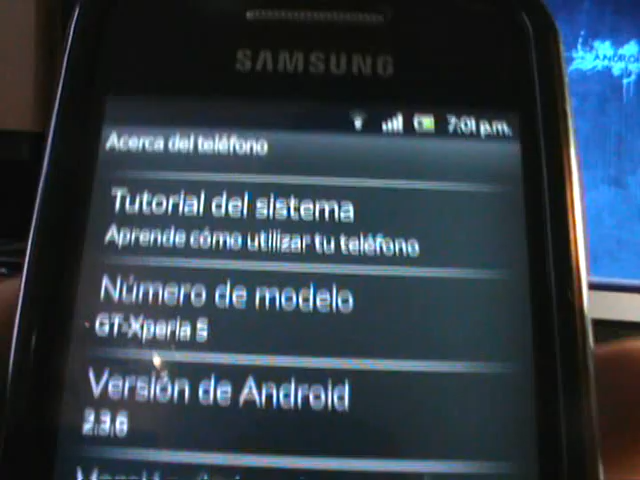 SAMSUNG
7:01 p.m.
Acerca del teléfono
Tutorial del sistema
Aprende cómo utilizar tu teléfono
Número de modelo
GT-Xperia S
Versión de Android
2.3.6